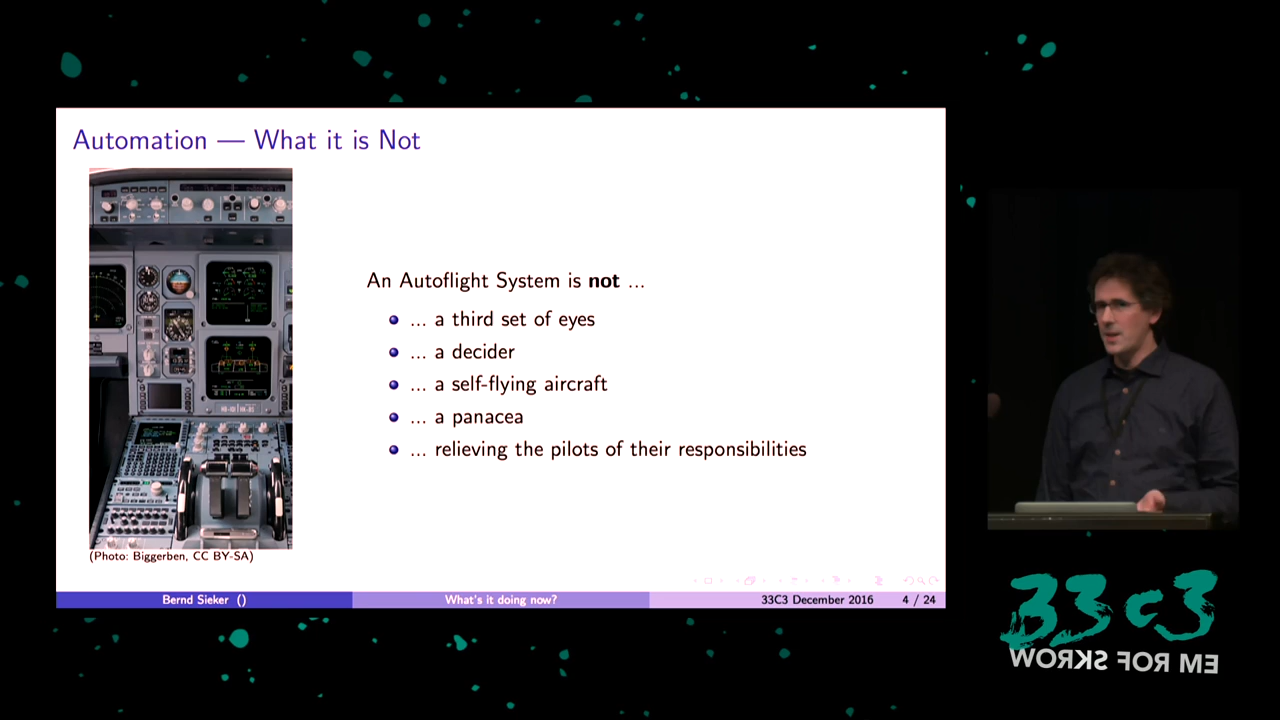 Automation — What it is Not
An Autoflight System is not ...
... a third set of eyes
... a decider
... a self-flying aircraft
... a panacea
... relieving the pilots of their responsibilities
(Photo: Biggerben, CC BY-SA)
Bernd Sieker ()
What's it doing now?
33C3 December 2016
4 / 24
33c3
WORKS FOR ME